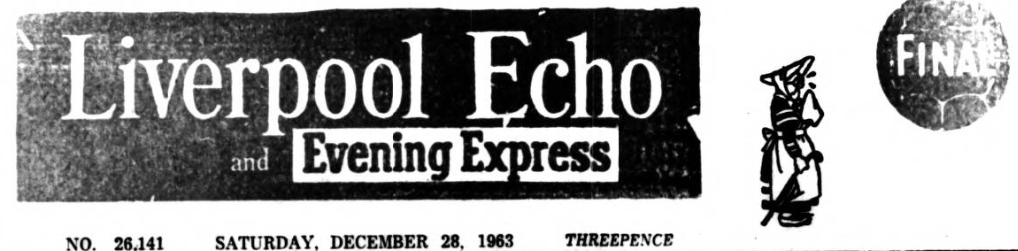 Liverpool Echo
and Evening Express
FINAL
NO. 26,141 SATURDAY, DECEMBER 28, 1963 THREEPENCE